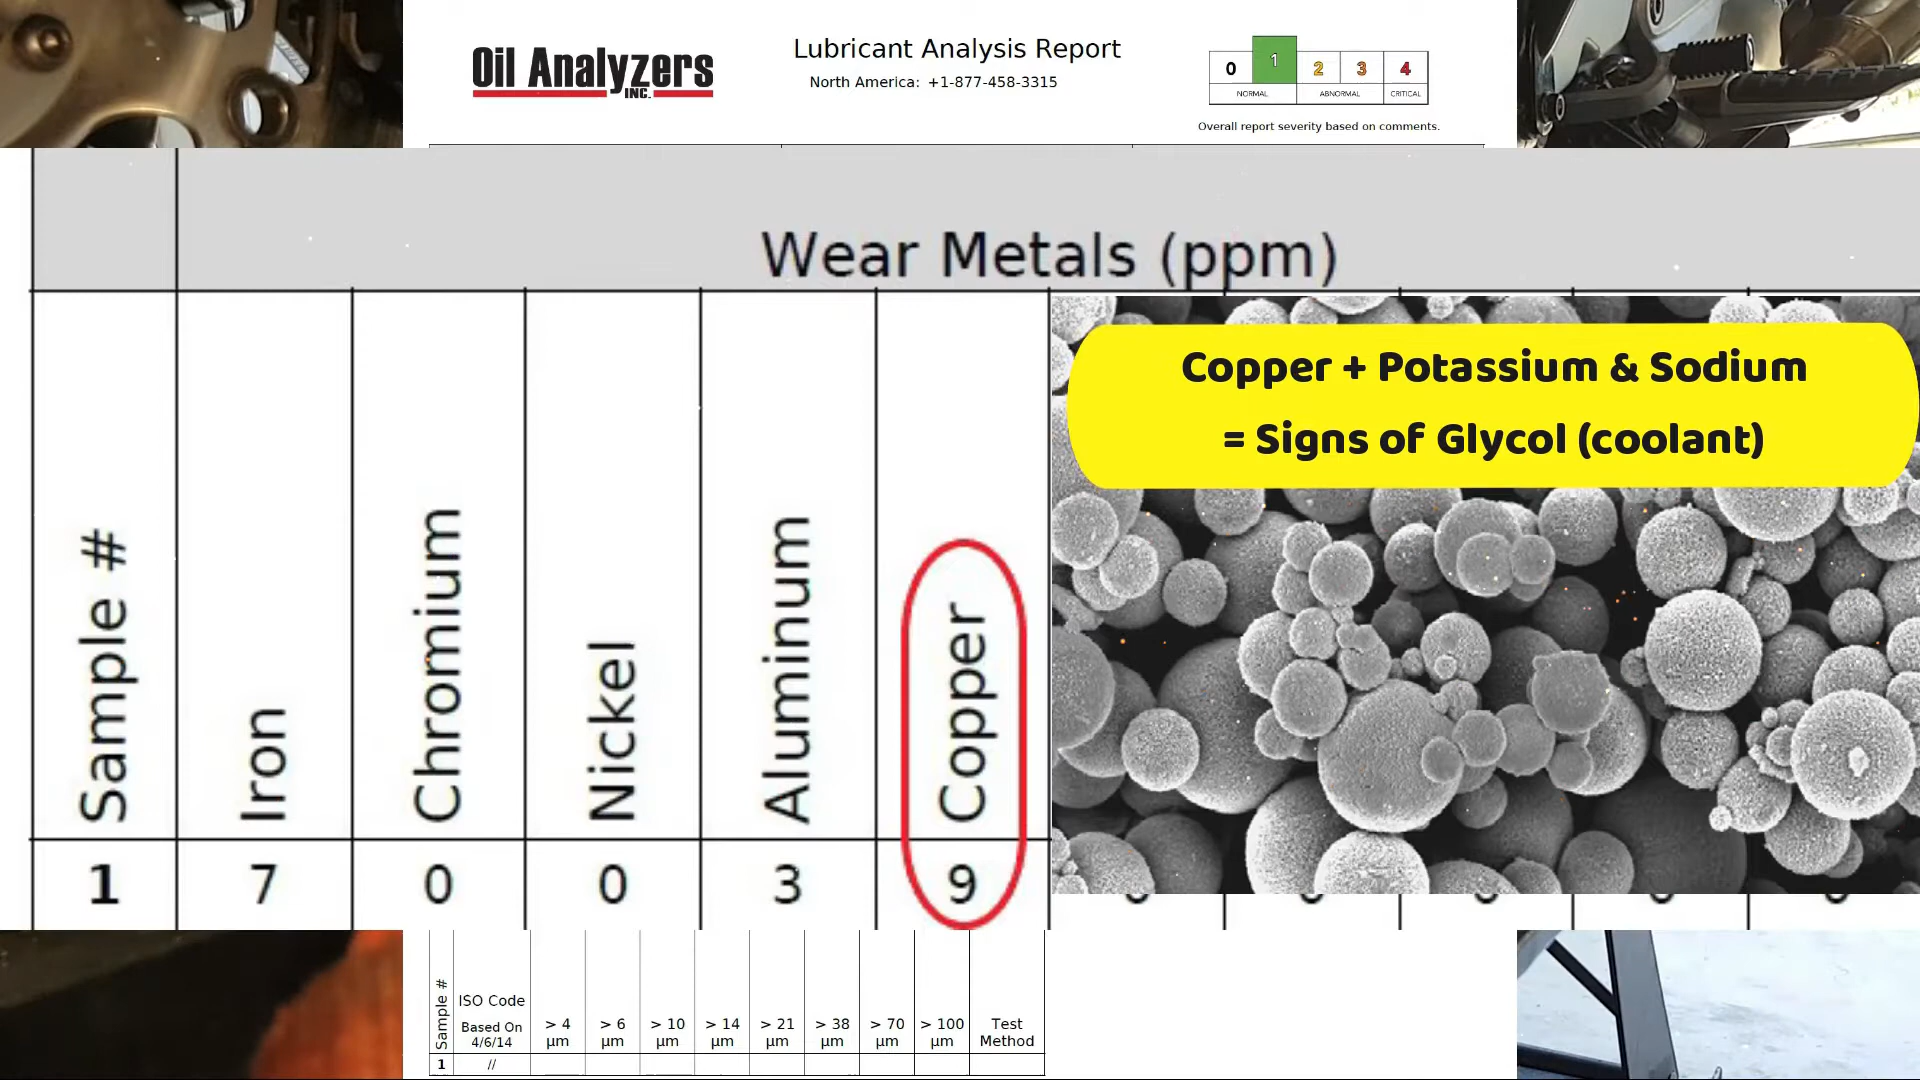 Oil Analyzers
INC.
Lubricant Analysis Report
North America: +1-877-458-3315
0 1 2 3 4
NORMAL ABNORMAL CRITICAL
Overall report severity based on comments.
Wear Metals (ppm)
Sample # Iron Chromium Nickel Aluminum Copper
1 7 0 0 3 9
Copper + Potassium & Sodium
= Signs of Glycol (coolant)
Sample # ISO Code Based On 4/6/14 > 4 µm > 6 µm > 10 µm > 14 µm > 21 µm > 38 µm > 70 µm > 100 µm Test Method
1 //